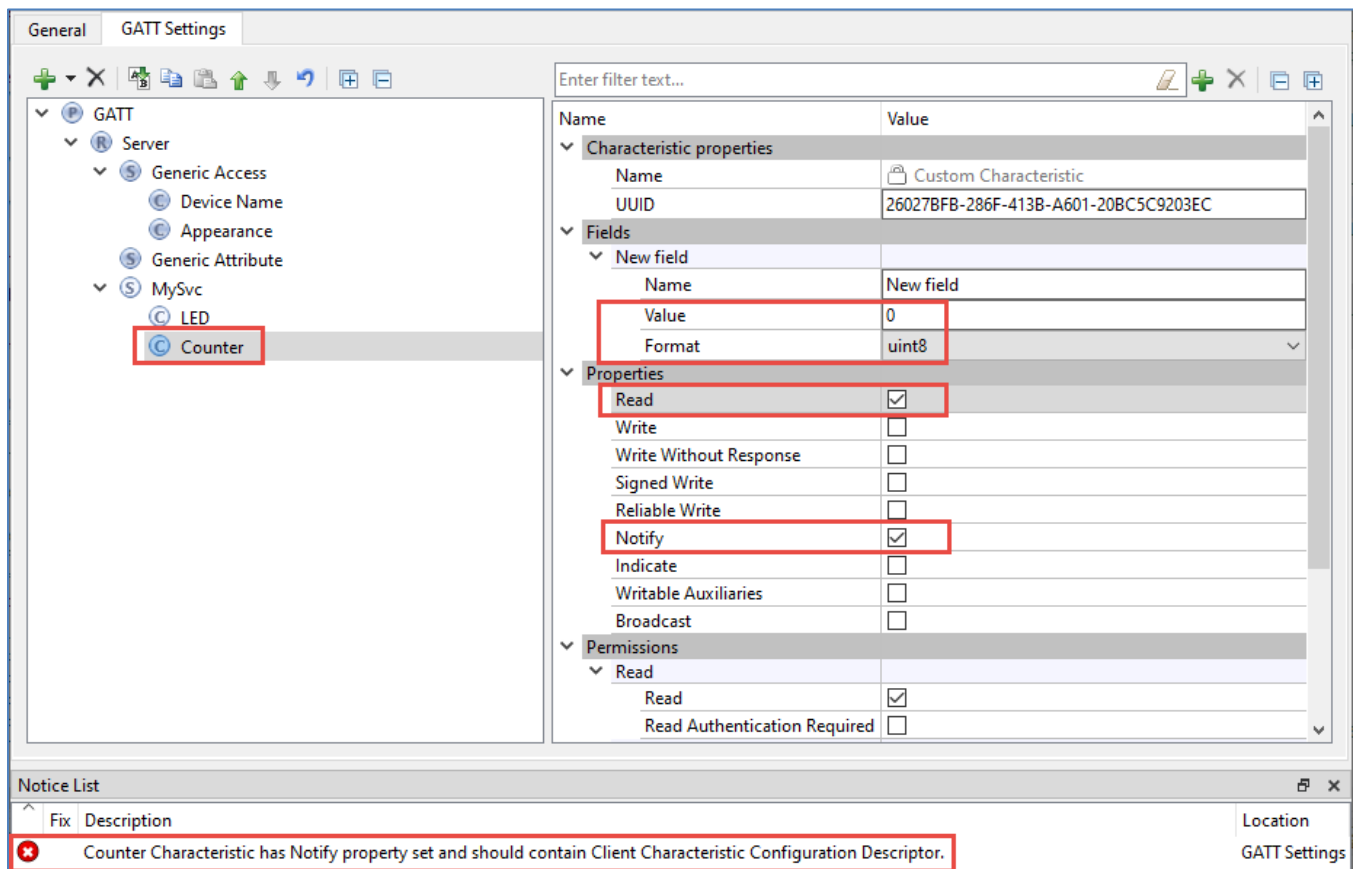 General GATT Settings
Enter filter text...
GATT
Server
Generic Access
Device Name
Appearance
Generic Attribute
MySvc
LED
Counter
Name Value
Characteristic properties
Name Custom Characteristic
UUID 26027BFB-286F-413B-A601-20BC5C9203EC
Fields
New field
Name New field
Value 0
Format uint8
Properties
Read
Write
Write Without Response
Signed Write
Reliable Write
Notify
Indicate
Writable Auxiliaries
Broadcast
Permissions
Read
Read
Read Authentication Required
Notice List
Fix Description Location
Counter Characteristic has Notify property set and should contain Client Characteristic Configuration Descriptor. GATT Settings